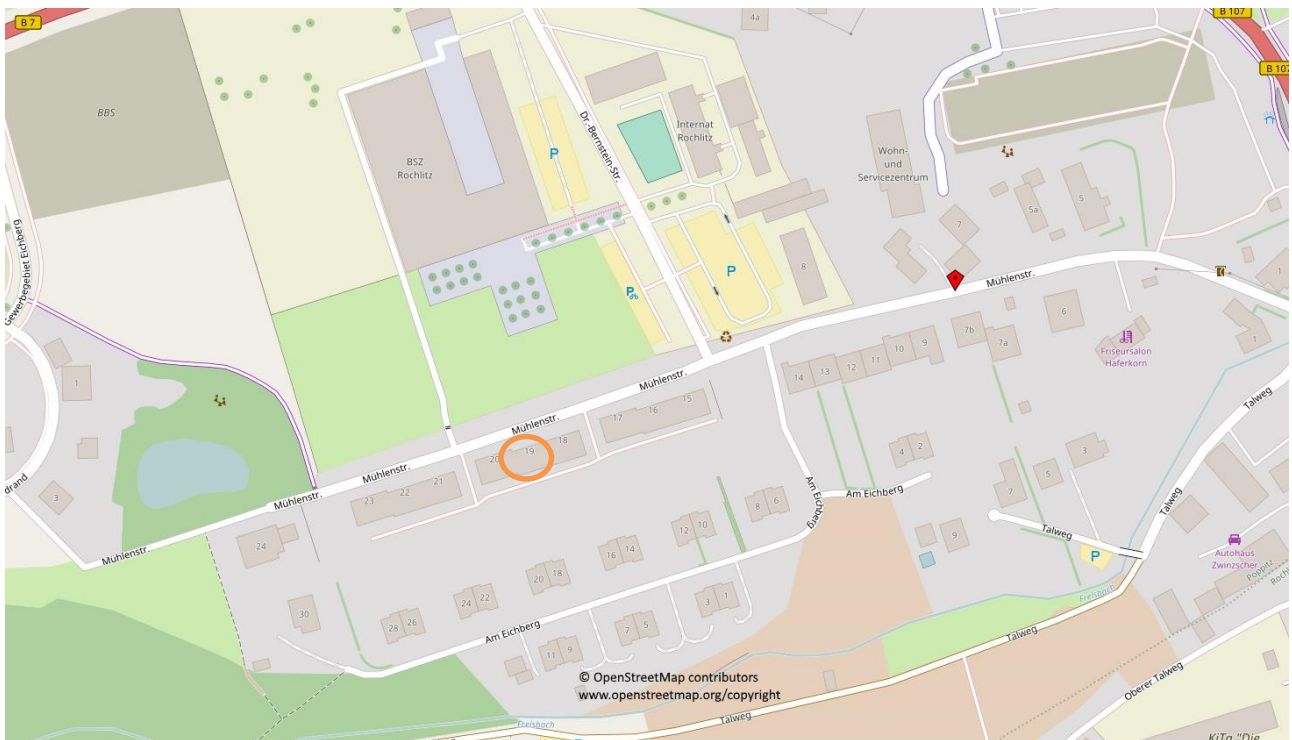 B 7
B 107
4a
B 107
BBS
Dr.-Bernstein-Str.
Internat
Rochlitz
P
BSZ
Rochlitz
Wohn-
und
Servicezentrum
5a
5
7
Gewerbegebiet Eichberg
P
8
P
Mühlenstr.
1
6
7b
7a
Friseursalon
Haferkorn
1
9
10
11
12
13
14
Mühlenstr.
15
16
17
Mühlenstr.
18
19
20
1
Talweg
3
Mühlenstr.
21
22
23
Mühlenstr.
2
4
3
5
7
Am Eichberg
Am Eichberg
6
8
10
12
9
Talweg
Talweg
P
Autohaus
Zwinzscher
Poppitz
24
Mühlenstr.
14
16
18
20
22
24
26
28
30
1
3
5
7
9
11
Am Eichberg
Talweg
Oberer Talweg
© OpenStreetMap contributors
www.openstreetmap.org/copyright
Talweg
KiTa "Die